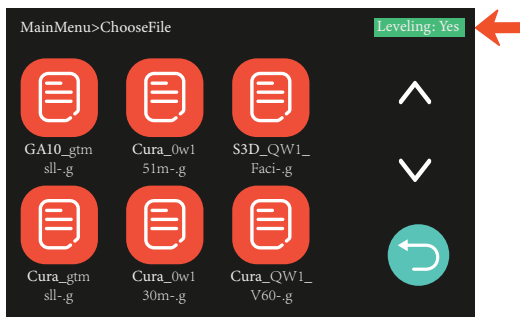 MainMenu>ChooseFile
Leveling: Yes
GA10_gtm
sll-.g
Cura_0w1
51m-.g
S3D_QW1_
Faci-.g
Cura_gtm
sll-.g
Cura_0w1
30m-.g
Cura_QW1_
V60-.g